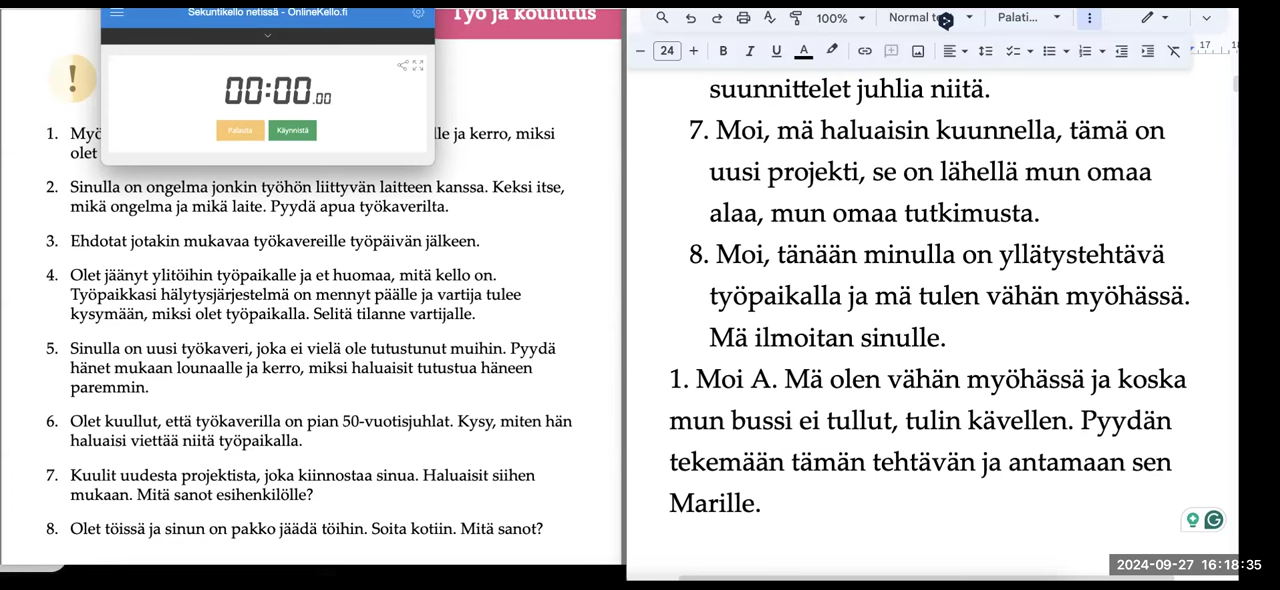 Sekuntikello netissä - OnlineKello.fi
Työ ja koulutus
00:00.00
Palauta
Käynnistä
!
1. Myö
lle ja kerro, miksi
olet
2. Sinulla on ongelma jonkin työhön liittyvän laitteen kanssa. Keksi itse,
mikä ongelma ja mikä laite. Pyydä apua työkaverilta.
3. Ehdotat jotakin mukavaa työkavereille työpäivän jälkeen.
4. Olet jäänyt ylitöihin työpaikalle ja et huomaa, mitä kello on.
Työpaikkasi hälytysjärjestelmä on mennyt päälle ja vartija tulee
kysymään, miksi olet työpaikalla. Selitä tilanne vartijalle.
5. Sinulla on uusi työkaveri, joka ei vielä ole tutustunut muihin. Pyydä
hänet mukaan lounaalle ja kerro, miksi haluaisit tutustua häneen
paremmin.
6. Olet kuullut, että työkaverilla on pian 50-vuotisjuhlat. Kysy, miten hän
haluaisi viettää niitä työpaikalla.
7. Kuulit uudesta projektista, joka kiinnostaa sinua. Haluaisit siihen
mukaan. Mitä sanot esihenkilölle?
8. Olet töissä ja sinun on pakko jäädä töihin. Soita kotiin. Mitä sanot?
100%
Normal te
Palati...
24
B I U A
17
suunnittelet juhlia niitä.
7. Moi, mä haluaisin kuunnella, tämä on
uusi projekti, se on lähellä mun omaa
alaa, mun omaa tutkimusta.
8. Moi, tänään minulla on yllätystehtävä
työpaikalla ja mä tulen vähän myöhässä.
Mä ilmoitan sinulle.
1. Moi A. Mä olen vähän myöhässä ja koska
mun bussi ei tullut, tulin kävellen. Pyydän
tekemään tämän tehtävän ja antamaan sen
Marille.
2024-09-27 16:18:35